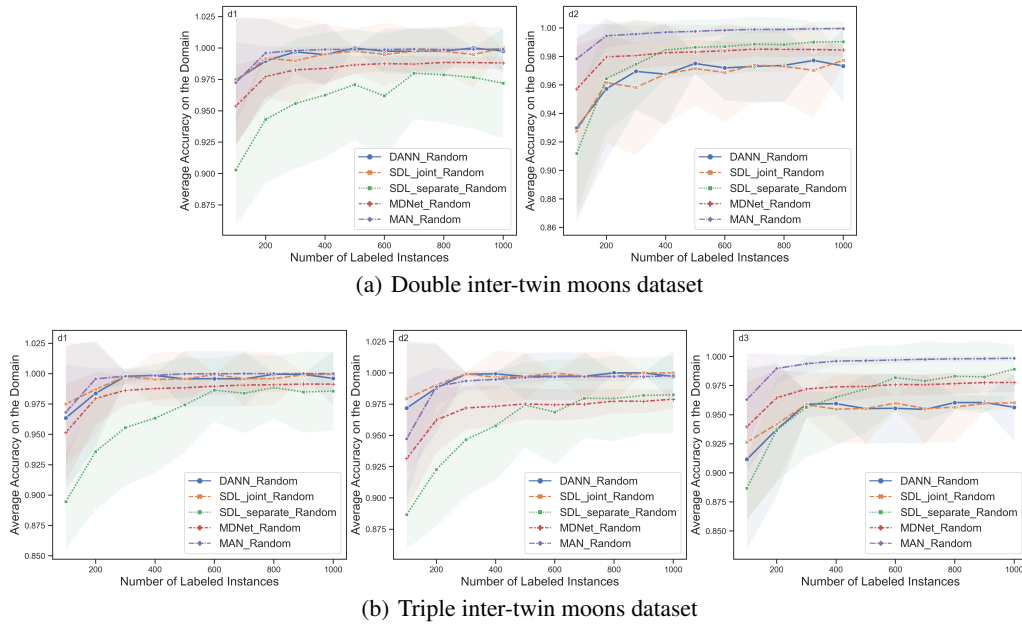 d1
1.025
1.000
0.975
0.950
0.925
0.900
0.875
Average Accuracy on the Domain
DANN_Random
SDL_joint_Random
SDL_separate_Random
MDNet_Random
MAN_Random
200 400 600 800 1000
Number of Labeled Instances
d2
1.00
0.98
0.96
0.94
0.92
0.90
0.88
0.86
Average Accuracy on the Domain
DANN_Random
SDL_joint_Random
SDL_separate_Random
MDNet_Random
MAN_Random
200 400 600 800 1000
Number of Labeled Instances
(a) Double inter-twin moons dataset
d1
1.025
1.000
0.975
0.950
0.925
0.900
0.875
0.850
Average Accuracy on the Domain
DANN_Random
SDL_joint_Random
SDL_separate_Random
MDNet_Random
MAN_Random
200 400 600 800 1000
Number of Labeled Instances
d2
1.025
1.000
0.975
0.950
0.925
0.900
0.875
Average Accuracy on the Domain
DANN_Random
SDL_joint_Random
SDL_separate_Random
MDNet_Random
MAN_Random
200 400 600 800 1000
Number of Labeled Instances
d3
1.000
0.975
0.950
0.925
0.900
0.875
0.850
Average Accuracy on the Domain
DANN_Random
SDL_joint_Random
SDL_separate_Random
MDNet_Random
MAN_Random
200 400 600 800 1000
Number of Labeled Instances
(b) Triple inter-twin moons dataset